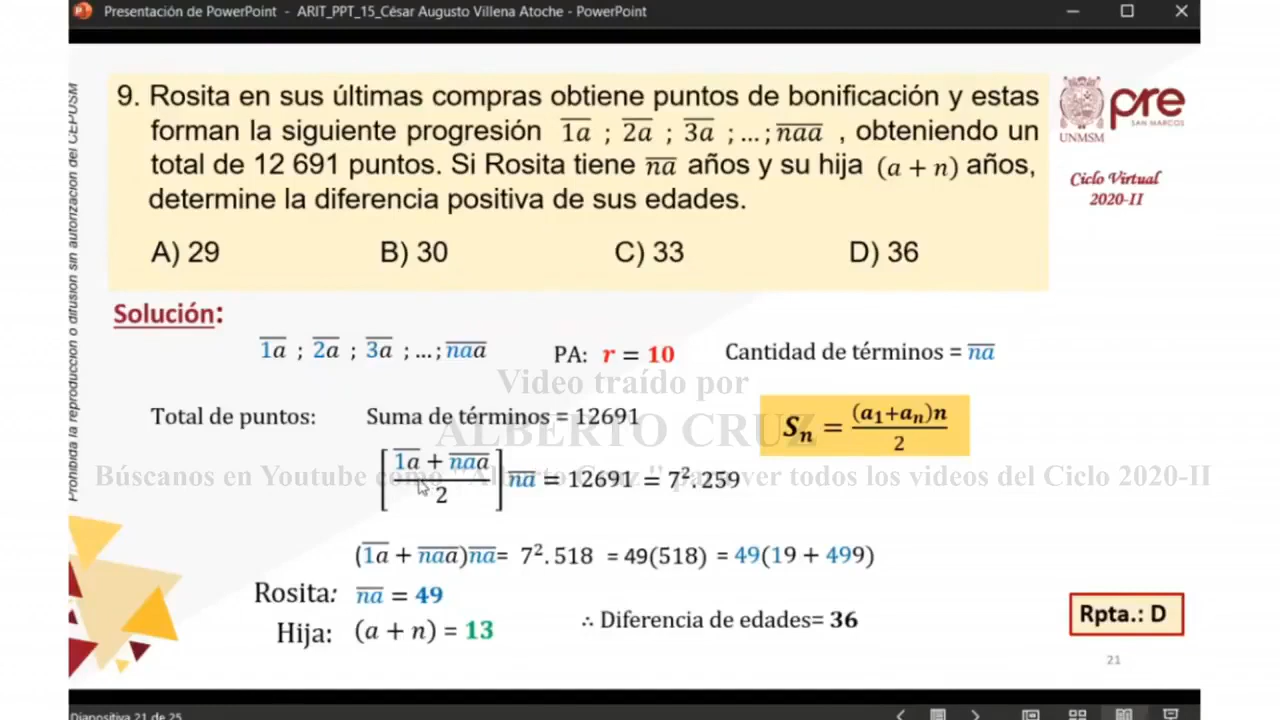 Presentación de PowerPoint - ARIT_PPT_15_César Augusto Villena Atoche - PowerPoint
Prohibida la reproduccion o difusion sin autorizacion del CEPUSM
9. Rosita en sus últimas compras obtiene puntos de bonificación y estas
forman la siguiente progresión 1a̅ ; 2a̅ ; 3a̅ ; ... ; naa̅ , obteniendo un
total de 12 691 puntos. Si Rosita tiene na̅ años y su hija (a + n) años,
determine la diferencia positiva de sus edades.
A) 29 B) 30 C) 33 D) 36
UNMSM
pre
SAN MARCOS
Ciclo Virtual
2020-II
Solución:
1a̅ ; 2a̅ ; 3a̅ ; ... ; naa̅ PA: r = 10 Cantidad de términos = na̅
Video traído por
Total de puntos: Suma de términos = 12691
Sₙ = (a₁+aₙ)n / 2
ALBERTO CRUZ
Búscanos en Youtube como "Alberto Cruz " para ver todos los videos del Ciclo 2020-II
[(1a̅ + naa̅) / 2] na̅ = 12691 = 7².259
(1a̅ + naa̅)na̅ = 7².518 = 49(518) = 49(19 + 499)
Rosita: na̅ = 49
Hija: (a + n) = 13
∴ Diferencia de edades= 36
Rpta.: D
21
Diapositiva 21 de 25